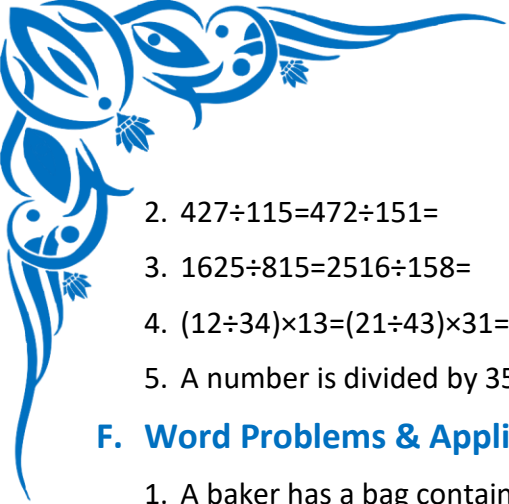 2. 427÷115=472÷151=
3. 1625÷815=2516÷158=
4. (12÷34)×13=(21÷43)×31=
5. A number is divided by 35
F. Word Problems & Appli
1. A baker has a bag contain